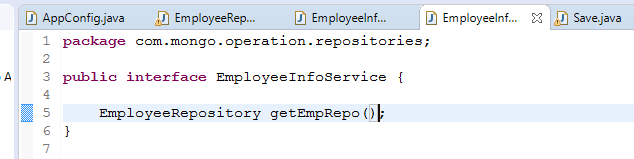 AppConfig.java EmployeeRep... EmployeeInf... EmployeeInf... Save.java
1 package com.mongo.operation.repositories;
2
3 public interface EmployeeInfoService {
4
A
5 EmployeeRepository getEmpRepo();
6 }
7